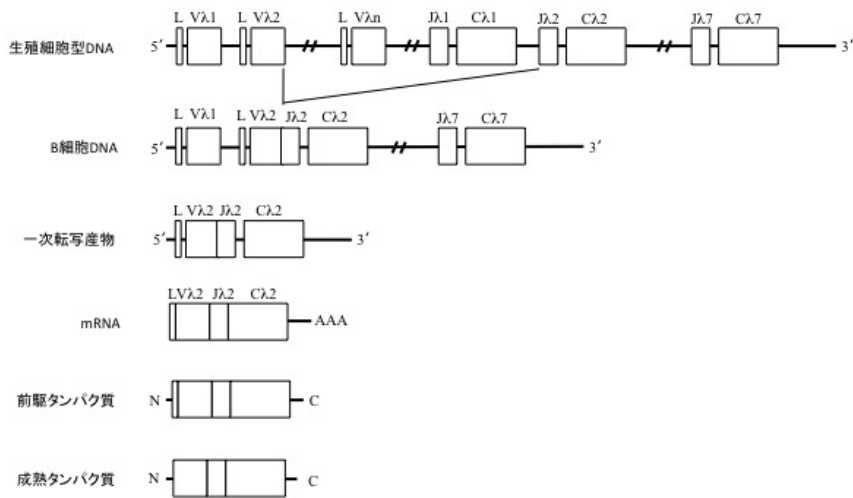 L Vλ1 L Vλ2 L Vλn Jλ1 Cλ1 Jλ2 Cλ2 Jλ7 Cλ7
生殖細胞型DNA 5′ 3′
L Vλ1 L Vλ2 Jλ2 Cλ2 Jλ7 Cλ7
B細胞DNA 5′ 3′
L Vλ2 Jλ2 Cλ2
一次転写産物 5′ 3′
LVλ2 Jλ2 Cλ2
mRNA AAA
前駆タンパク質 N C
成熟タンパク質 N C